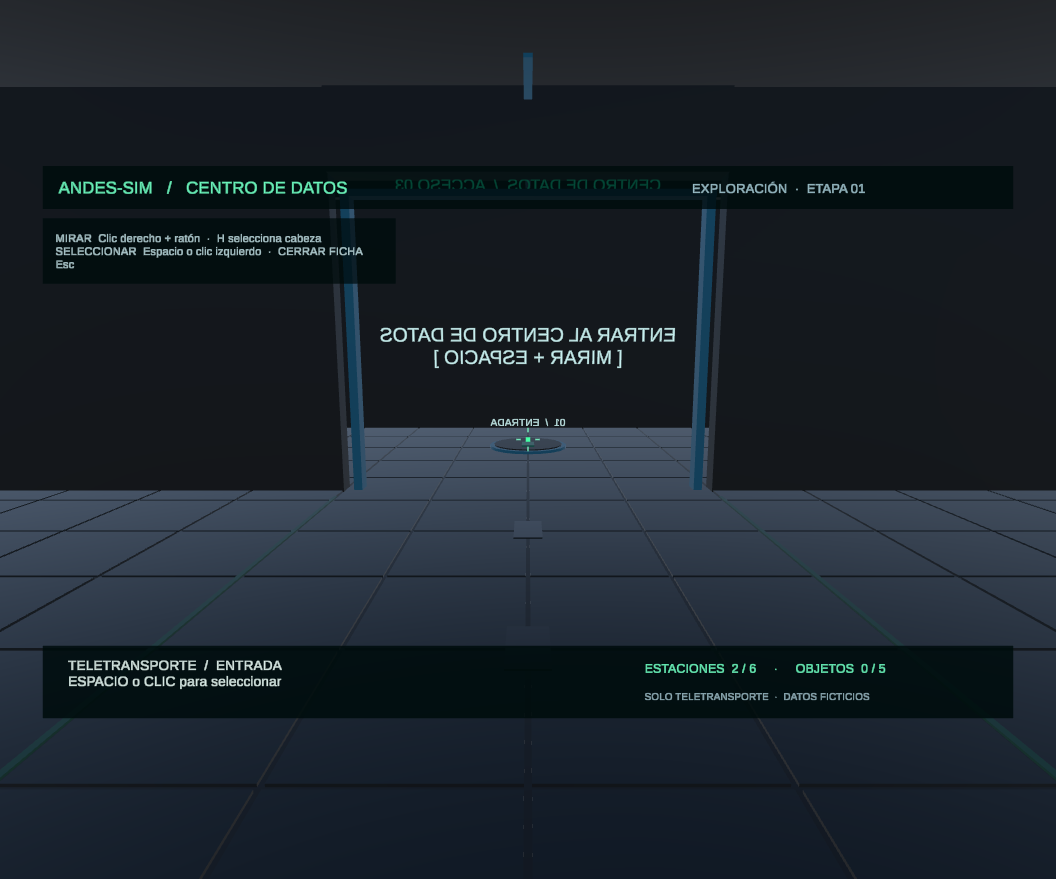 ANDES-SIM / CENTRO DE DATOS
CENTRO DE DATOS / ACCESO 03
EXPLORACIÓN · ETAPA 01
MIRAR Clic derecho + ratón · H selecciona cabeza
SELECCIONAR Espacio o clic izquierdo · CERRAR FICHA
Esc
ENTRAR AL CENTRO DE DATOS
[ MIRAR + ESPACIO ]
01 / ENTRADA
TELETRANSPORTE / ENTRADA
ESPACIO o CLIC para seleccionar
ESTACIONES 2 / 6 · OBJETOS 0 / 5
SOLO TELETRANSPORTE · DATOS FICTICIOS